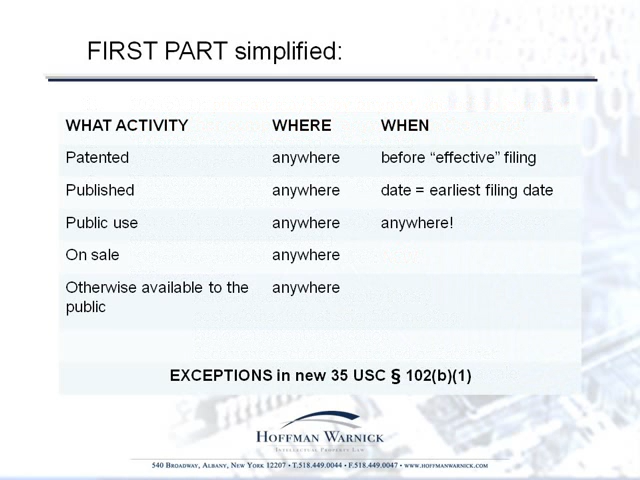 FIRST PART simplified:
WHAT ACTIVITY WHERE WHEN
Patented anywhere before “effective” filing
Published anywhere date = earliest filing date
Public use anywhere anywhere!
On sale anywhere
Otherwise available to the anywhere
public
EXCEPTIONS in new 35 USC § 102(b)(1)
HOFFMAN WARNICK
INTELLECTUAL PROPERTY LAW
540 BROADWAY, ALBANY, NEW YORK 12207 • T.518.449.0044 • F.518.449.0047 • WWW.HOFFMANWARNICK.COM